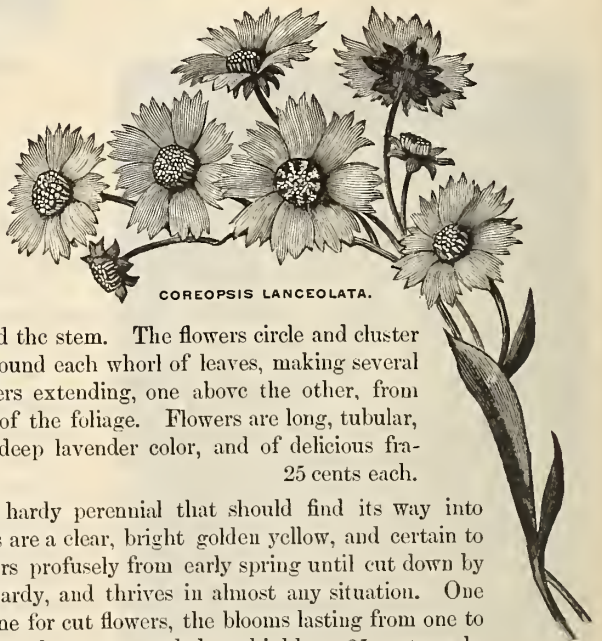 COREOPSIS LANCEOLATA.
the stem. The flowers circle and cluster
ound each whorl of leaves, making several
ers extending, one above the other, from
of the foliage. Flowers are long, tubular,
deep lavender color, and of delicious fra-
25 cents each.
hardy perennial that should find its way into
s are a clear, bright golden yellow, and certain to
rs profusely from early spring until cut down by
ardy, and thrives in almost any situation. One
ne for cut flowers, the blooms lasting from one to